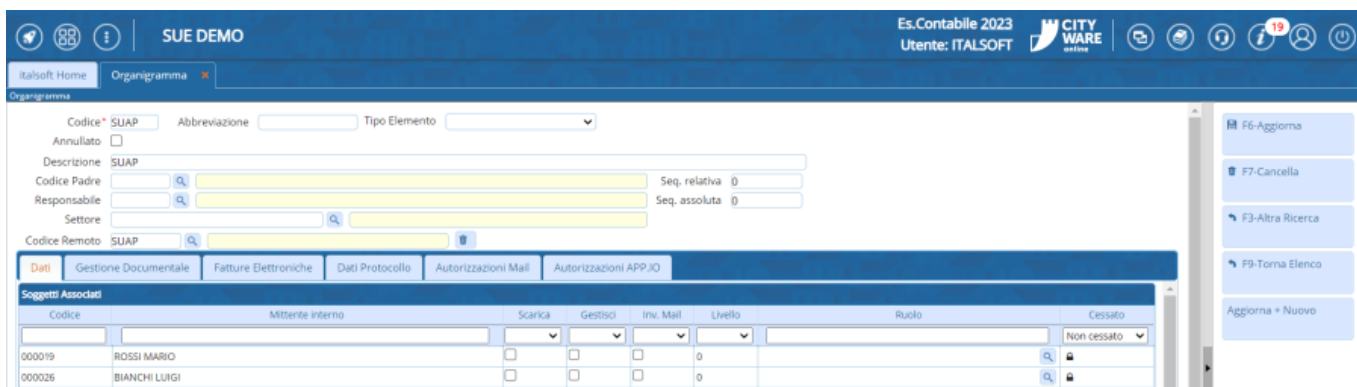 SUE DEMO
Es.Contabile 2023
Utente: ITALSOFT
CITY WARE online
19
italsoft Home Organigramma ×
Organigramma
Codice* SUAP Abbreviazione Tipo Elemento
Annullato
Descrizione SUAP
Codice Padre Seq. relativa 0
Responsabile Seq. assoluta 0
Settore
Codice Remoto SUAP
Dati Gestione Documentale Fatture Elettroniche Dati Protocollo Autorizzazioni Mail Autorizzazioni APP.IO
Soggetti Associati
Codice Mittente interno Scarica Gestisci Inv. Mail Livello Ruolo Cessato
Non cessato
000019 ROSSI MARIO 0
000026 BIANCHI LUIGI 0
F6-Aggiorna
F7-Cancella
F3-Altra Ricerca
F9-Torna Elenco
Aggiorna + Nuovo